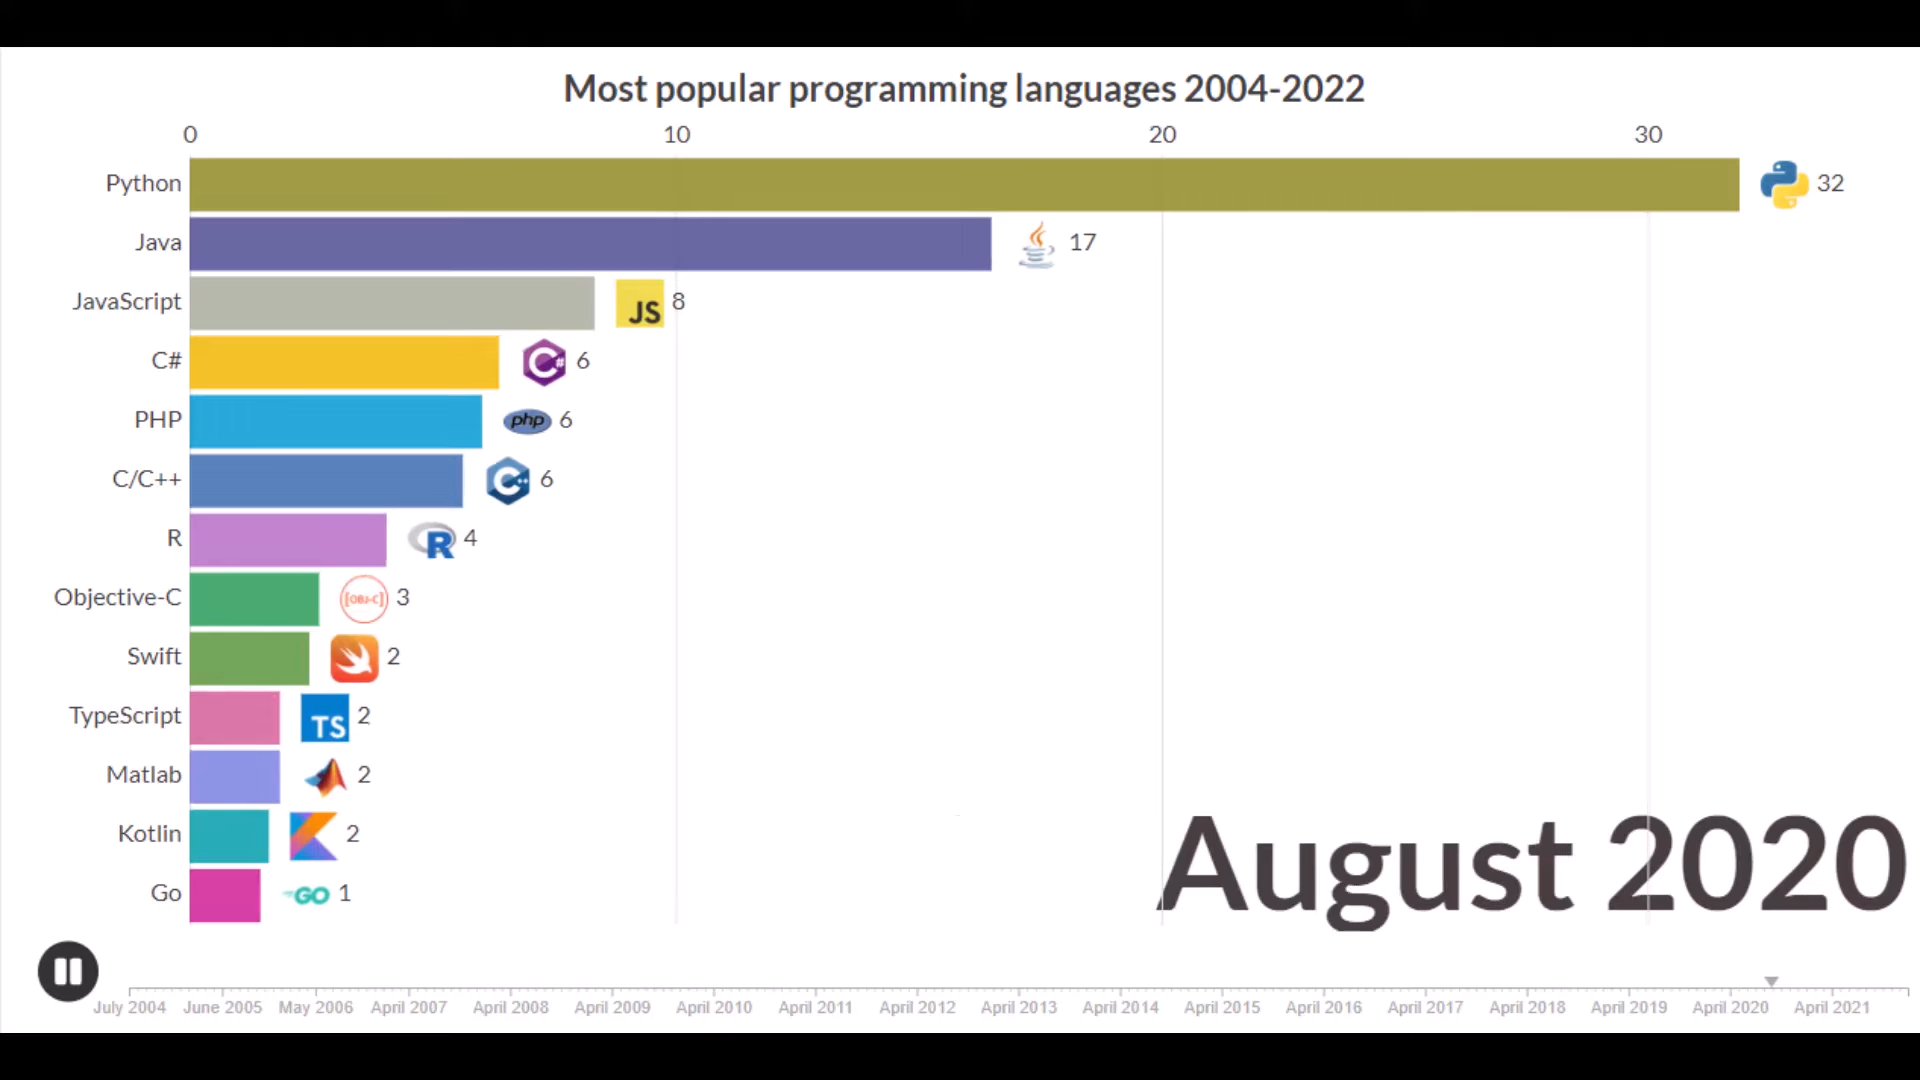 Most popular programming languages 2004-2022
0 10 20 30
Python 32
Java 17
JavaScript JS 8
C# C# 6
PHP php 6
C/C++ C++ 6
R R 4
Objective-C [OBJ-C] 3
Swift 2
TypeScript TS 2
Matlab 2
Kotlin 2
Go GO 1
August 2020
July 2004 June 2005 May 2006 April 2007 April 2008 April 2009 April 2010 April 2011 April 2012 April 2013 April 2014 April 2015 April 2016 April 2017 April 2018 April 2019 April 2020 April 2021